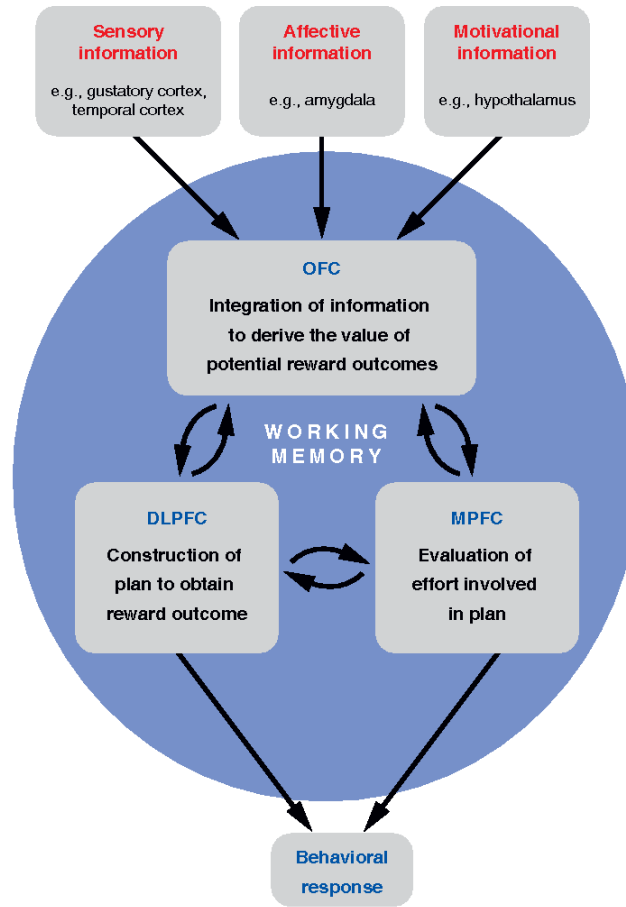 Sensory
information
e.g., gustatory cortex,
temporal cortex
Affective
information
e.g., amygdala
Motivational
information
e.g., hypothalamus
OFC
Integration of information
to derive the value of
potential reward outcomes
WORKING
MEMORY
DLPFC
Construction of
plan to obtain
reward outcome
MPFC
Evaluation of
effort involved
in plan
Behavioral
response